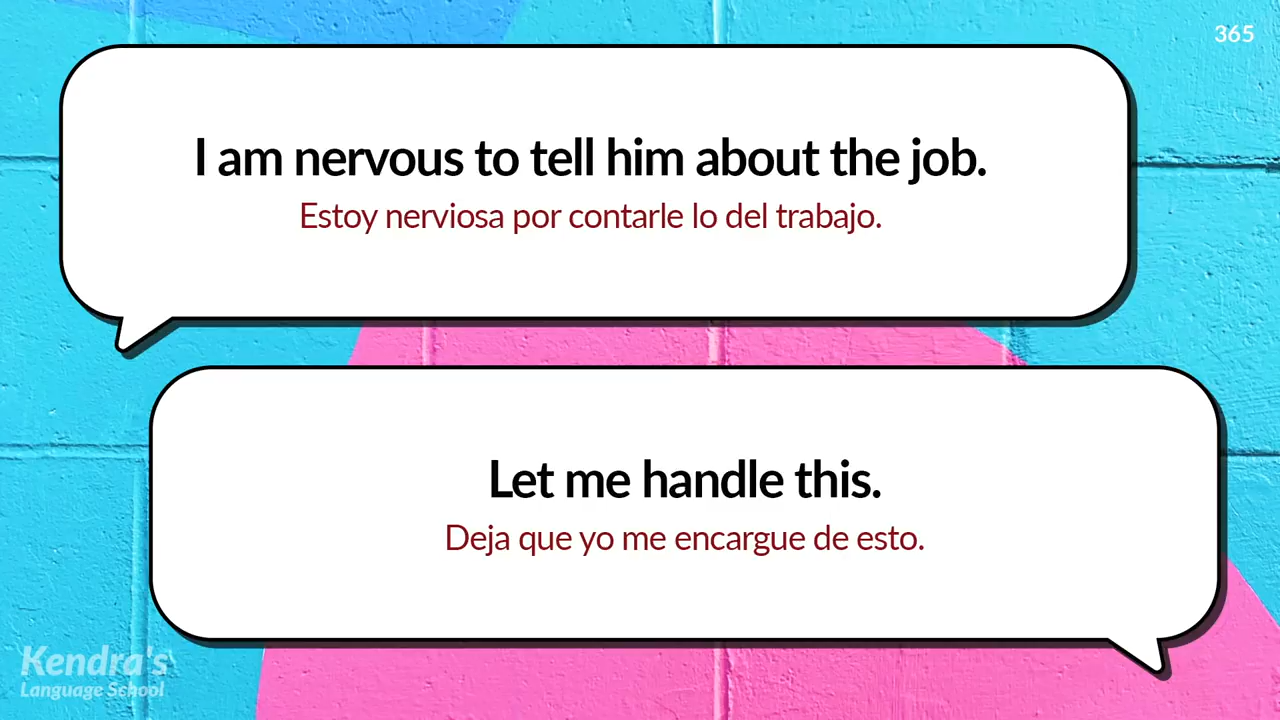 365
I am nervous to tell him about the job.
Estoy nerviosa por contarle lo del trabajo.
Let me handle this.
Deja que yo me encargue de esto.
Kendra's
Language School